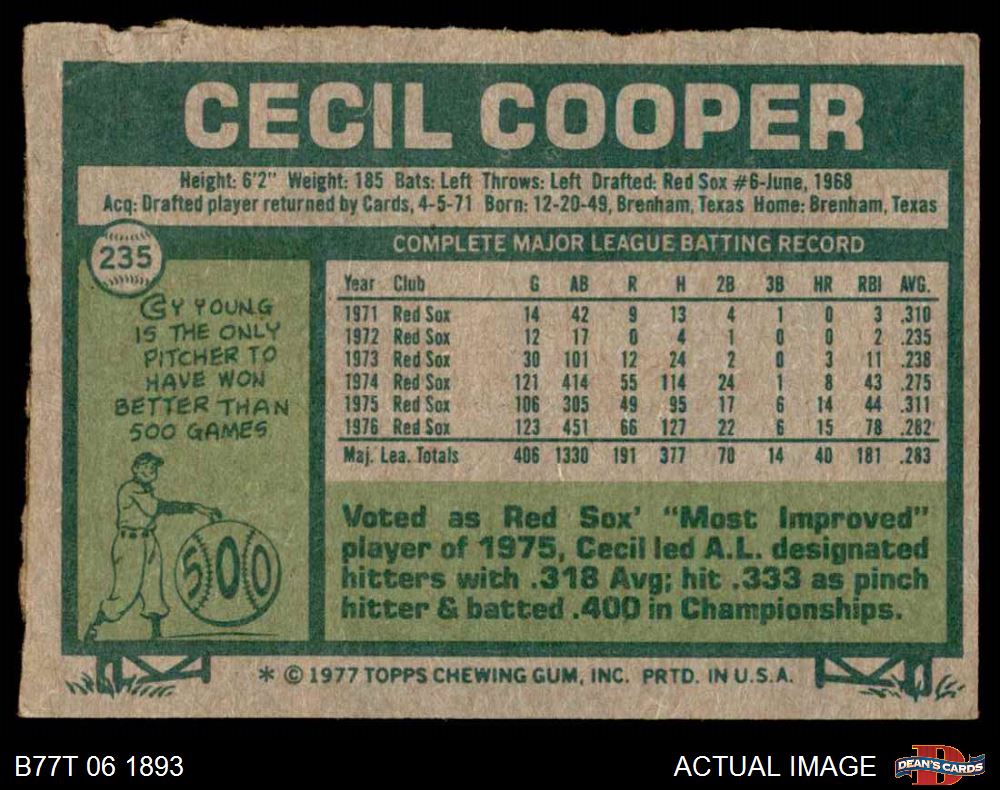 CECIL COOPER
Height: 6'2" Weight: 185 Bats: Left Throws: Left Drafted: Red Sox #6-June, 1968
Acq: Drafted player returned by Cards, 4-5-71 Born: 12-20-49, Brenham, Texas Home: Brenham, Texas
235
CY YOUNG
IS THE ONLY
PITCHER TO
HAVE WON
BETTER THAN
500 GAMES
500
COMPLETE MAJOR LEAGUE BATTING RECORD
Year Club G AB R H 2B 3B HR RBI AVG.
1971 Red Sox 14 42 9 13 4 1 0 3 .310
1972 Red Sox 12 17 0 4 1 0 0 2 .235
1973 Red Sox 30 101 12 24 2 0 3 11 .238
1974 Red Sox 121 414 55 114 24 1 8 43 .275
1975 Red Sox 106 305 49 95 17 6 14 44 .311
1976 Red Sox 123 451 66 127 22 6 15 78 .282
Maj. Lea. Totals 406 1330 191 377 70 14 40 181 .283
Voted as Red Sox' "Most Improved"
player of 1975, Cecil led A.L. designated
hitters with .318 Avg; hit .333 as pinch
hitter & batted .400 in Championships.
* © 1977 TOPPS CHEWING GUM, INC. PRTD. IN U.S.A.
B77T 06 1893
ACTUAL IMAGE
DEAN'S CARDS